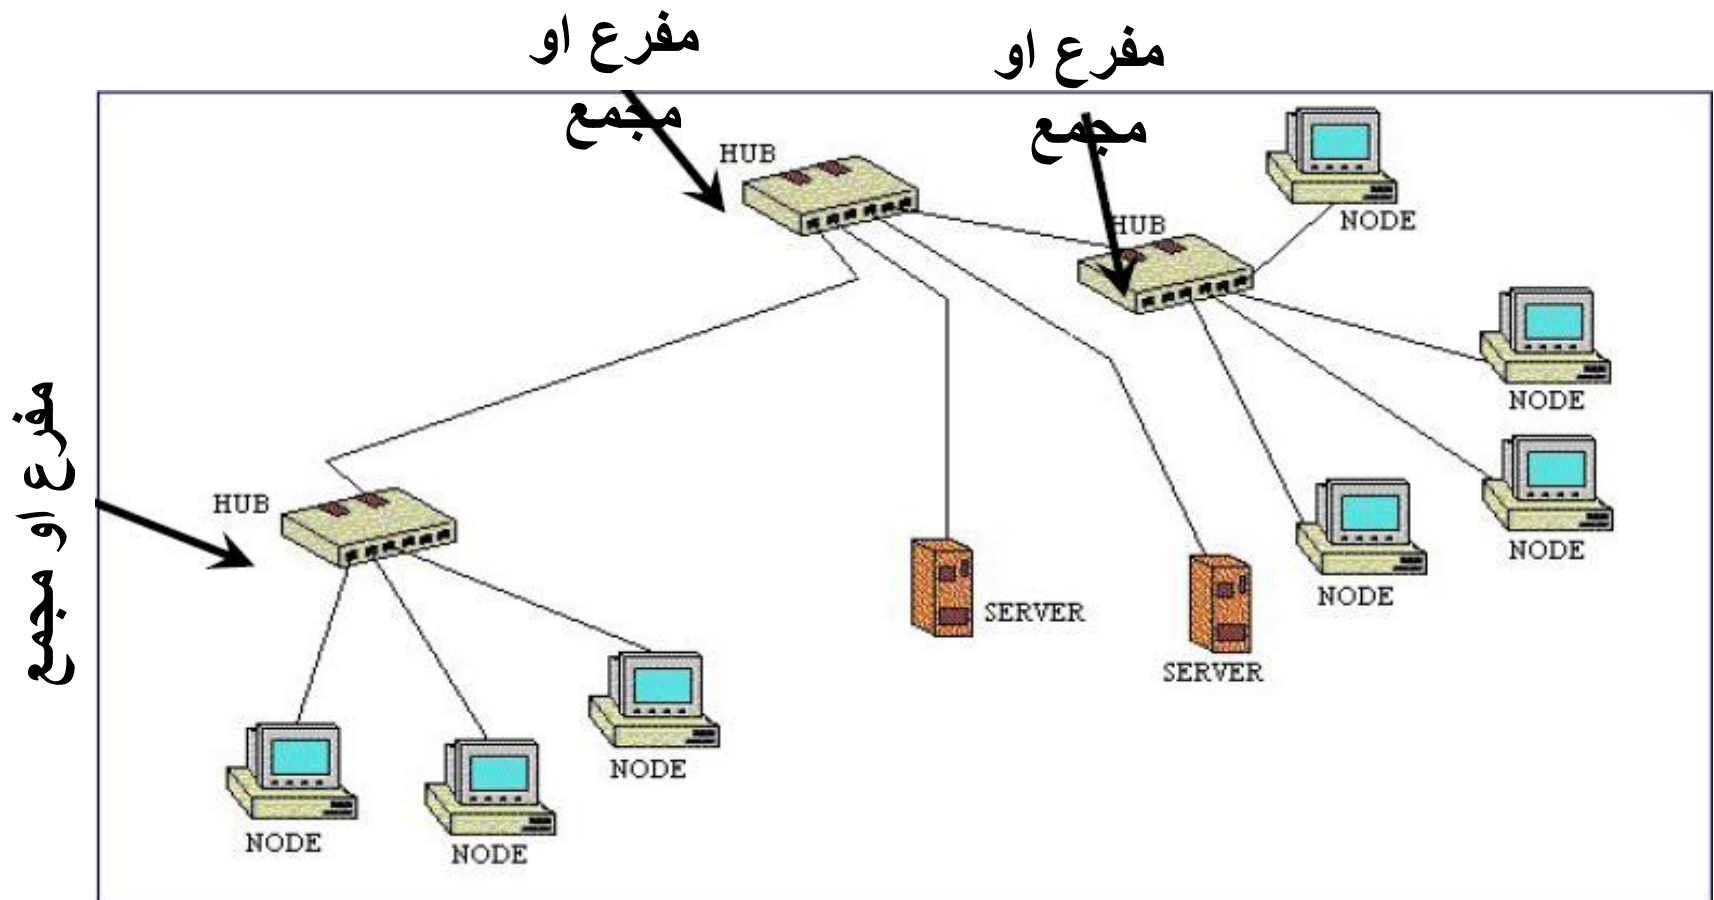 مفرع او
مجمع
مفرع او
مجمع
HUB
HUB
NODE
NODE
مفرع او مجمع
HUB
NODE
NODE
SERVER
SERVER
NODE
NODE
NODE